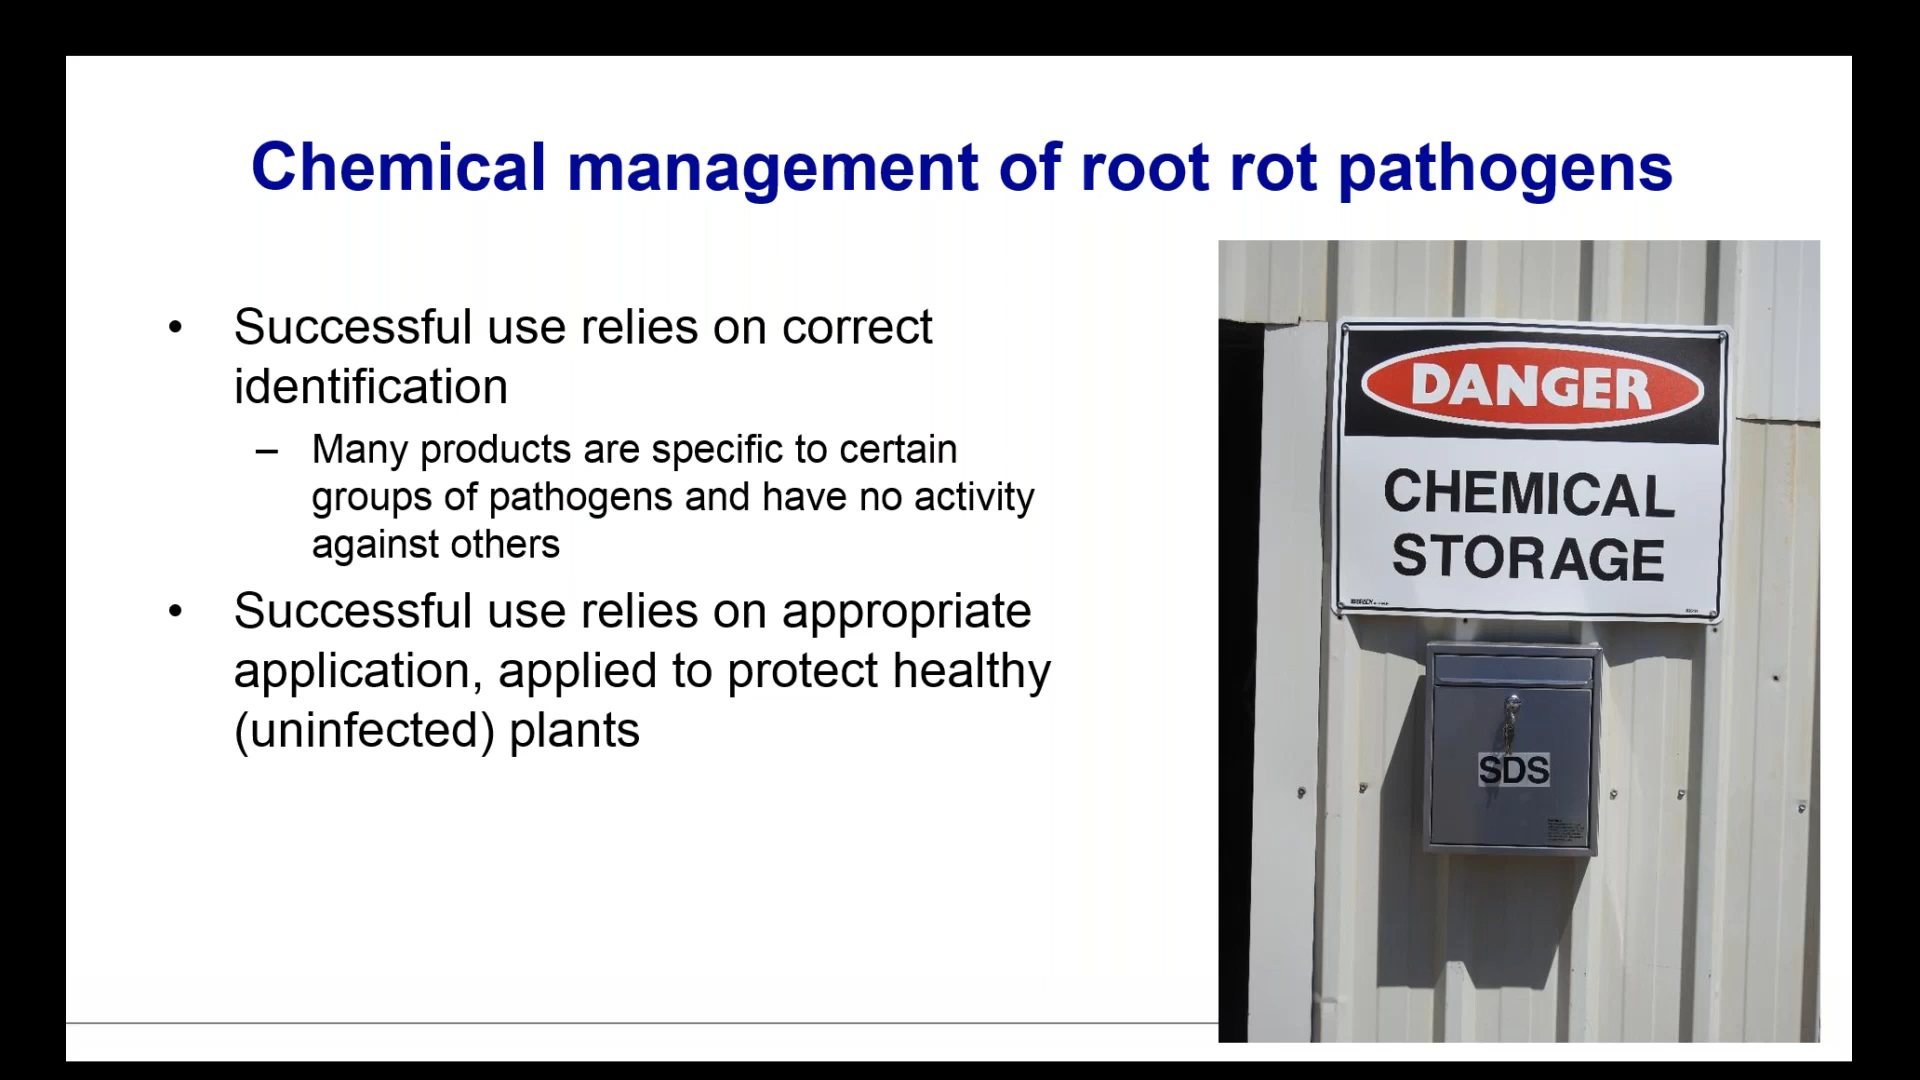 Chemical management of root rot pathogens
• Successful use relies on correct
identification
– Many products are specific to certain
groups of pathogens and have no activity
against others
• Successful use relies on appropriate
application, applied to protect healthy
(uninfected) plants
DANGER
CHEMICAL
STORAGE
SDS